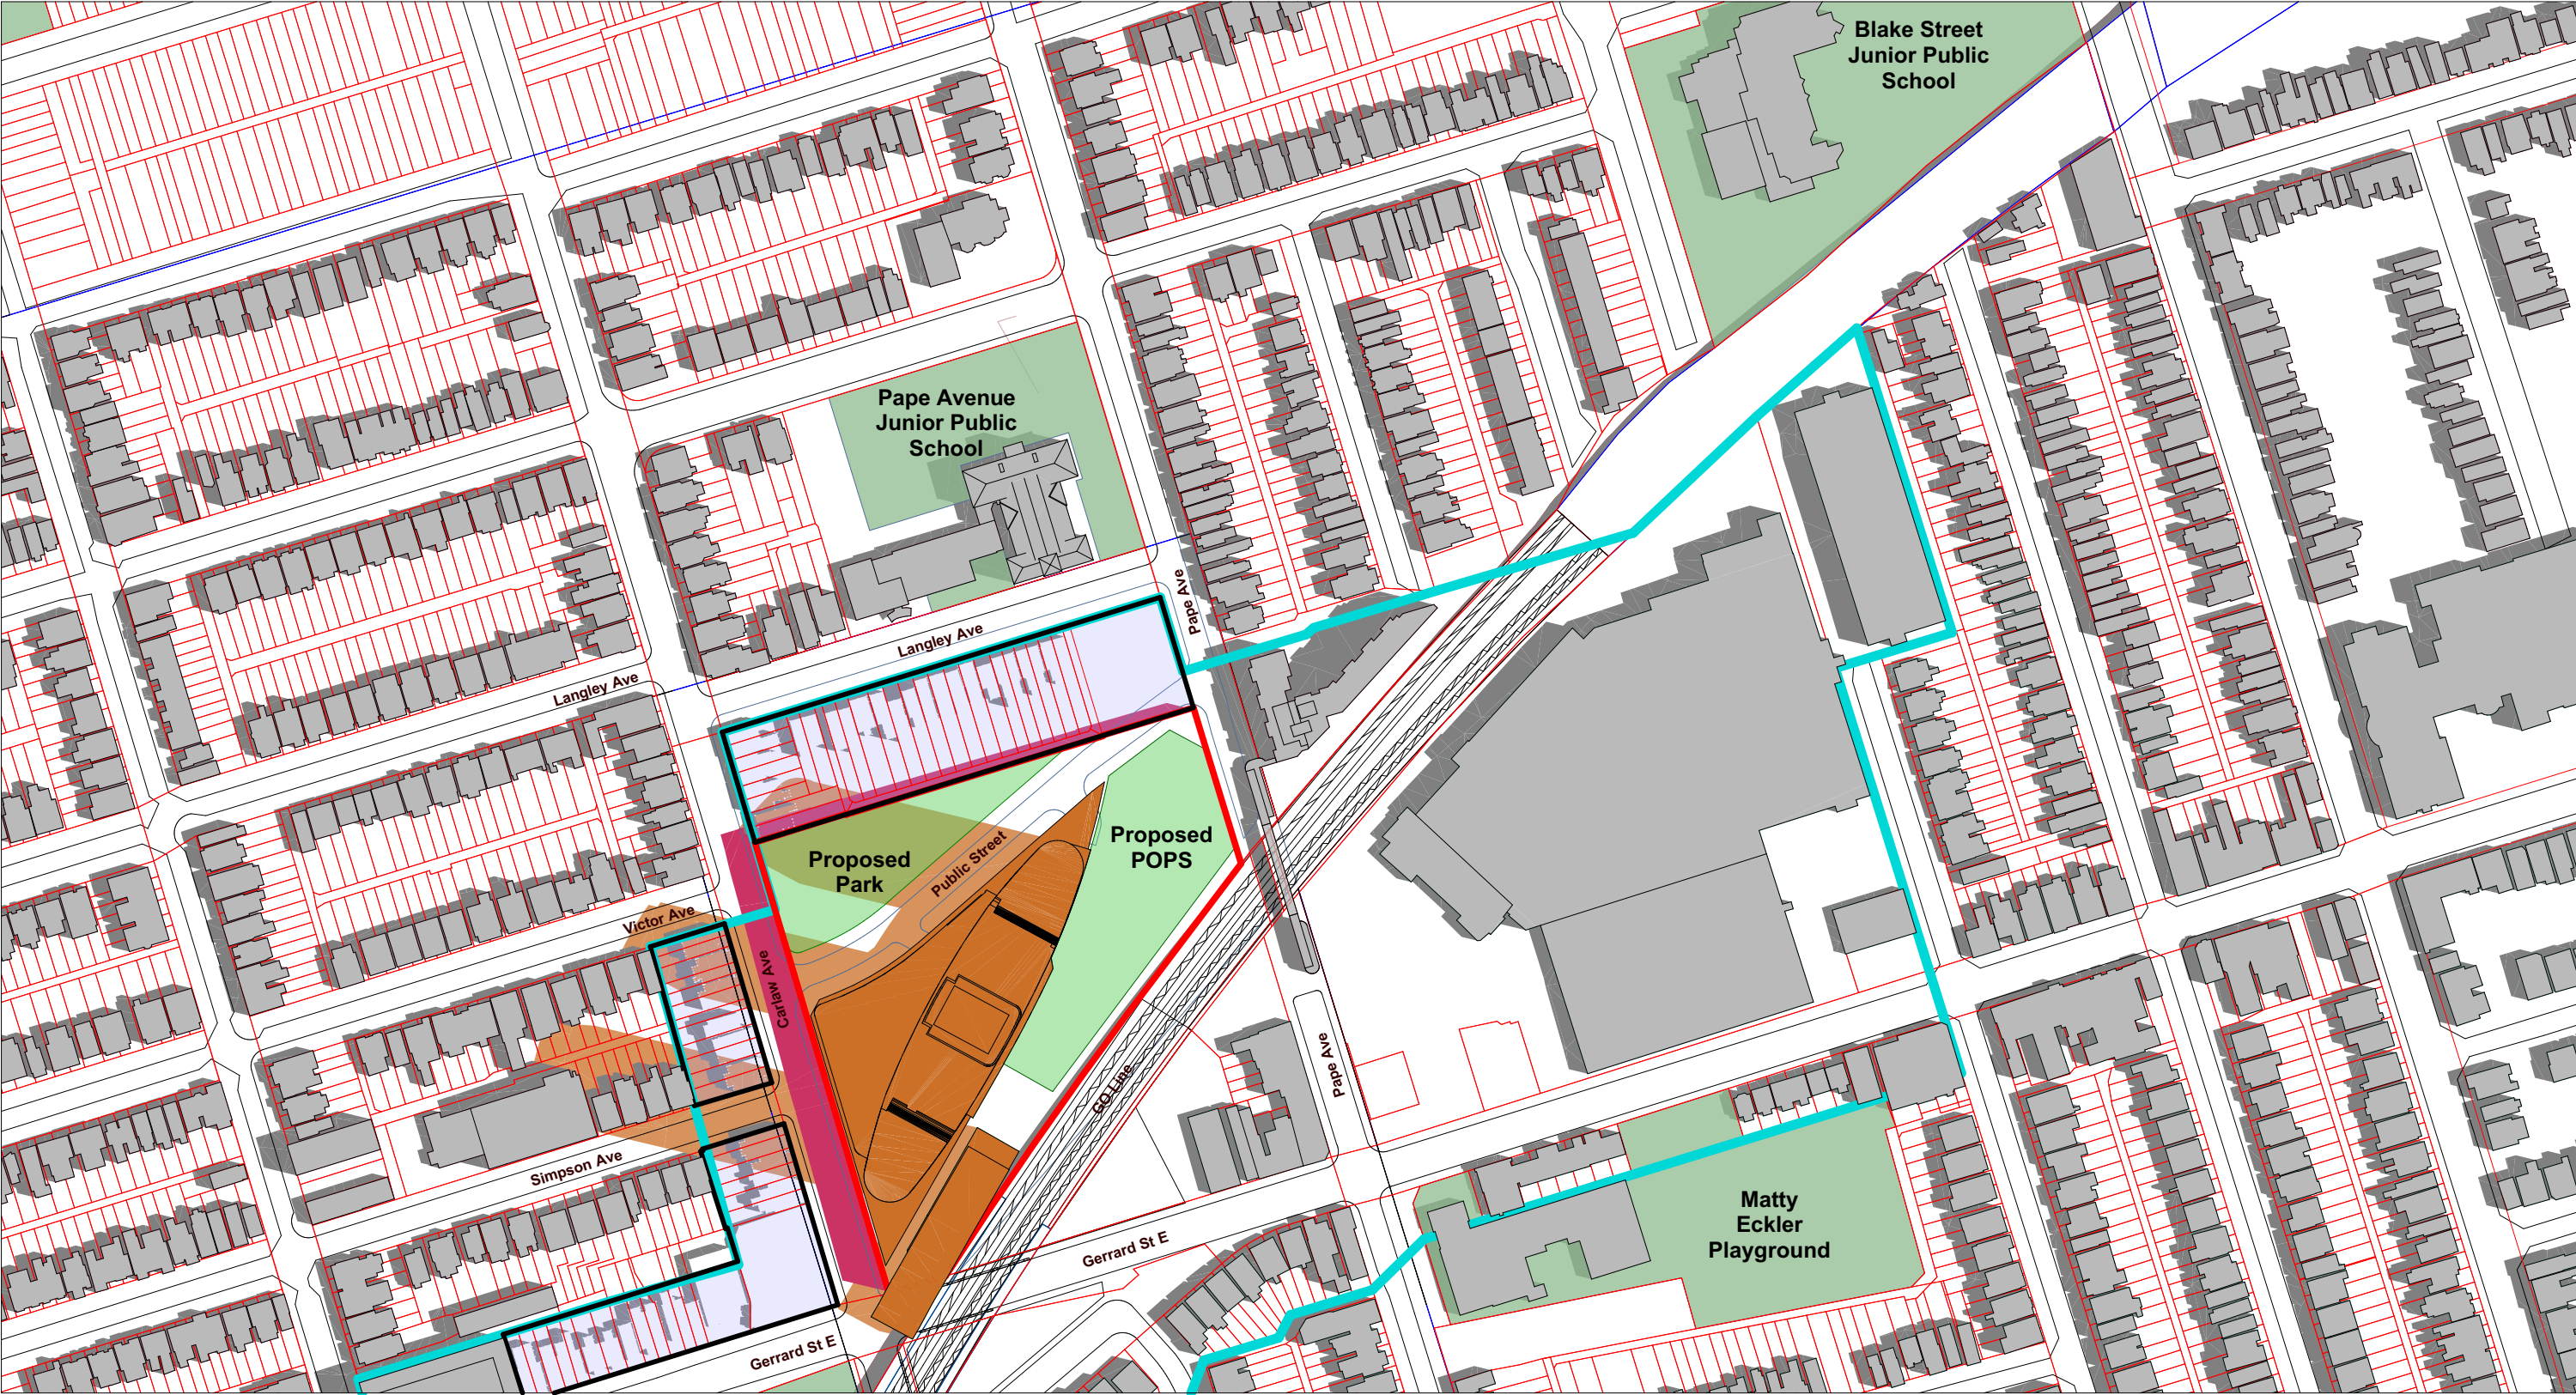 Blake Street
Junior Public
School
Pape Avenue
Junior Public
School
Pape Ave
Langley Ave
Langley Ave
Proposed
POPS
Proposed
Park
Public Street
Victor Ave
Carlaw Ave
GO Line
Pape Ave
Simpson Ave
Matty
Eckler
Playground
Gerrard St E
Gerrard St E